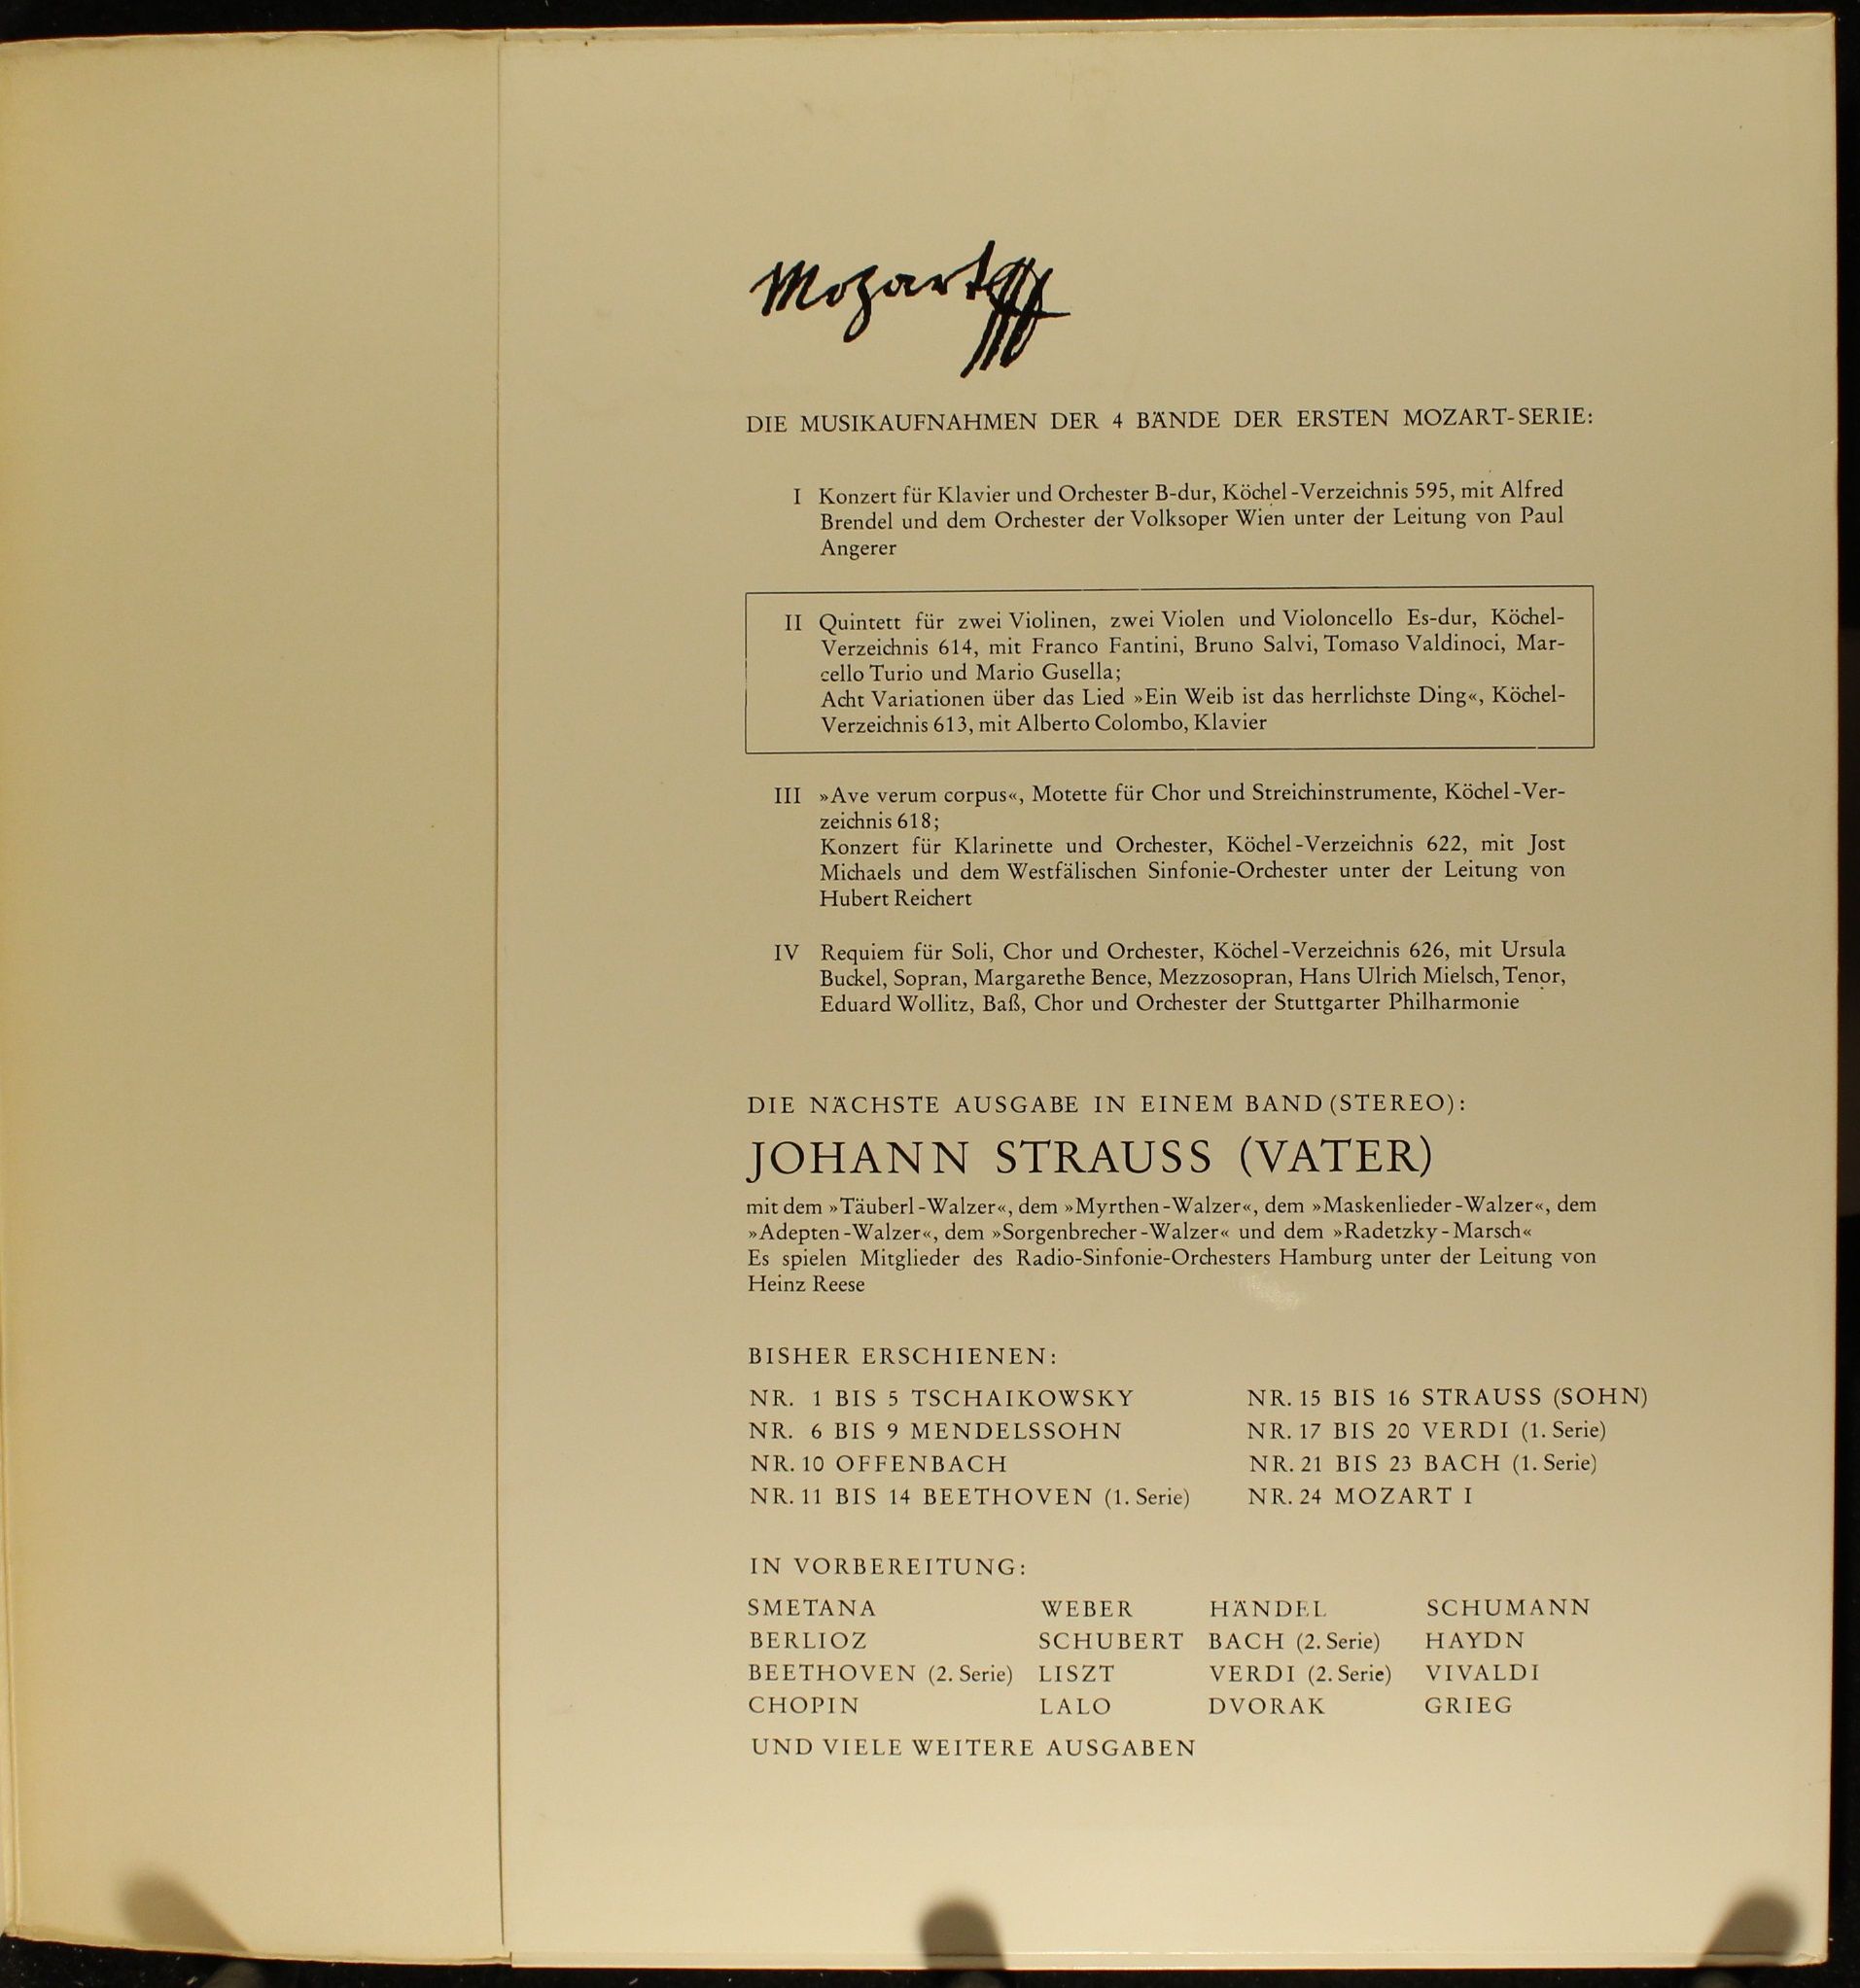 Mozart
DIE MUSIKAUFNAHMEN DER 4 BÄNDE DER ERSTEN MOZART-SERIE:
I Konzert für Klavier und Orchester B-dur, Köchel-Verzeichnis 595, mit Alfred
Brendel und dem Orchester der Volksoper Wien unter der Leitung von Paul
Angerer
II Quintett für zwei Violinen, zwei Violen und Violoncello Es-dur, Köchel-
Verzeichnis 614, mit Franco Fantini, Bruno Salvi, Tomaso Valdinoci, Mar-
cello Turio und Mario Gusella;
Acht Variationen über das Lied »Ein Weib ist das herrlichste Ding«, Köchel-
Verzeichnis 613, mit Alberto Colombo, Klavier
III »Ave verum corpus«, Motette für Chor und Streichinstrumente, Köchel-Ver-
zeichnis 618;
Konzert für Klarinette und Orchester, Köchel-Verzeichnis 622, mit Jost
Michaels und dem Westfälischen Sinfonie-Orchester unter der Leitung von
Hubert Reichert
IV Requiem für Soli, Chor und Orchester, Köchel-Verzeichnis 626, mit Ursula
Buckel, Sopran, Margarethe Bence, Mezzosopran, Hans Ulrich Mielsch, Tenor,
Eduard Wollitz, Baß, Chor und Orchester der Stuttgarter Philharmonie
DIE NÄCHSTE AUSGABE IN EINEM BAND (STEREO):
JOHANN STRAUSS (VATER)
mit dem »Täuberl-Walzer«, dem »Myrthen-Walzer«, dem »Maskenlieder-Walzer«, dem
»Adepten-Walzer«, dem »Sorgenbrecher-Walzer« und dem »Radetzky-Marsch«
Es spielen Mitglieder des Radio-Sinfonie-Orchesters Hamburg unter der Leitung von
Heinz Reese
BISHER ERSCHIENEN:
NR. 1 BIS 5 TSCHAIKOWSKY NR. 15 BIS 16 STRAUSS (SOHN)
NR. 6 BIS 9 MENDELSSOHN NR. 17 BIS 20 VERDI (1. Serie)
NR. 10 OFFENBACH NR. 21 BIS 23 BACH (1. Serie)
NR. 11 BIS 14 BEETHOVEN (1. Serie) NR. 24 MOZART I
IN VORBEREITUNG:
SMETANA WEBER HÄNDEL SCHUMANN
BERLIOZ SCHUBERT BACH (2. Serie) HAYDN
BEETHOVEN (2. Serie) LISZT VERDI (2. Serie) VIVALDI
CHOPIN LALO DVORAK GRIEG
UND VIELE WEITERE AUSGABEN